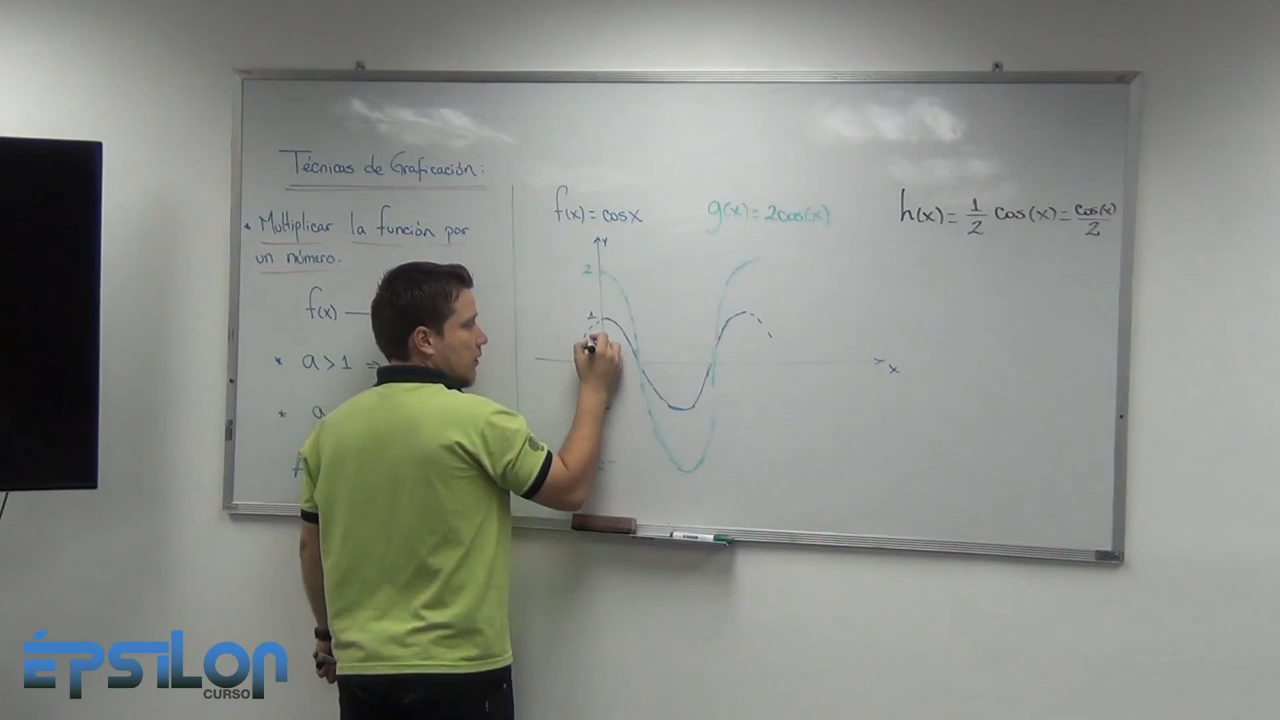 Técnicas de Graficación:
* Multiplicar la función por
un número.
f(x) —
* a > 1 ⇒
* a
f(x) = cosx
g(x) = 2cos(x)
h(x) = 1/2 cos(x) = cos(x)/2
y
2
1
x
ÉPSILON
CURSO